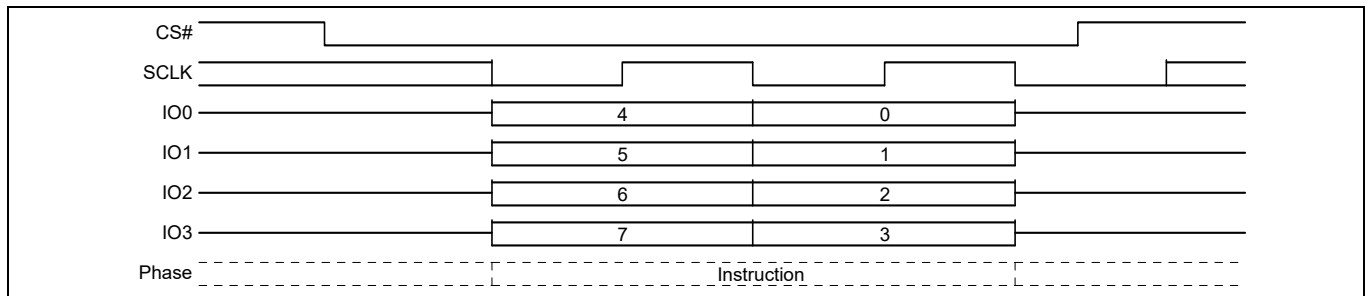 CS#
SCLK
IO0 4 0
IO1 5 1
IO2 6 2
IO3 7 3
Phase Instruction